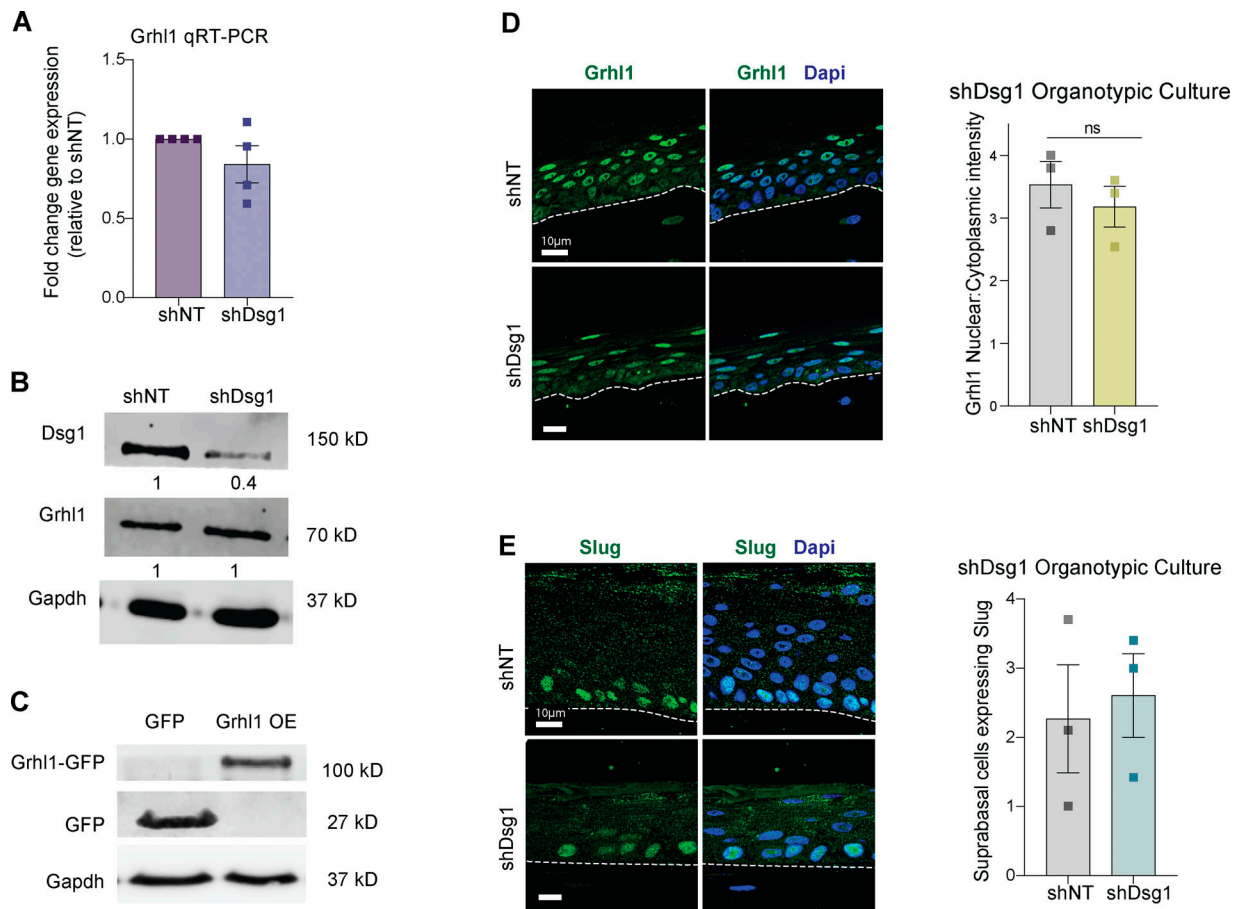 A
Grhl1 qRT-PCR
Fold change gene expression
(relative to shNT)
1.5
1.0
0.5
0.0
shNT
shDsg1
B
shNT shDsg1
Dsg1
150 kD
1 0.4
Grhl1
70 kD
1 1
Gapdh
37 kD
C
GFP Grhl1 OE
Grhl1-GFP
100 kD
GFP
27 kD
Gapdh
37 kD
D
Grhl1 Grhl1 Dapi
shNT
10μm
shDsg1
shDsg1 Organotypic Culture
ns
Grhl1 Nuclear:Cytoplasmic intensity
4
3
2
1
0
shNT shDsg1
E
Slug Slug Dapi
shNT
10μm
shDsg1
shDsg1 Organotypic Culture
Suprabasal cells expressing Slug
4
3
2
1
0
shNT shDsg1